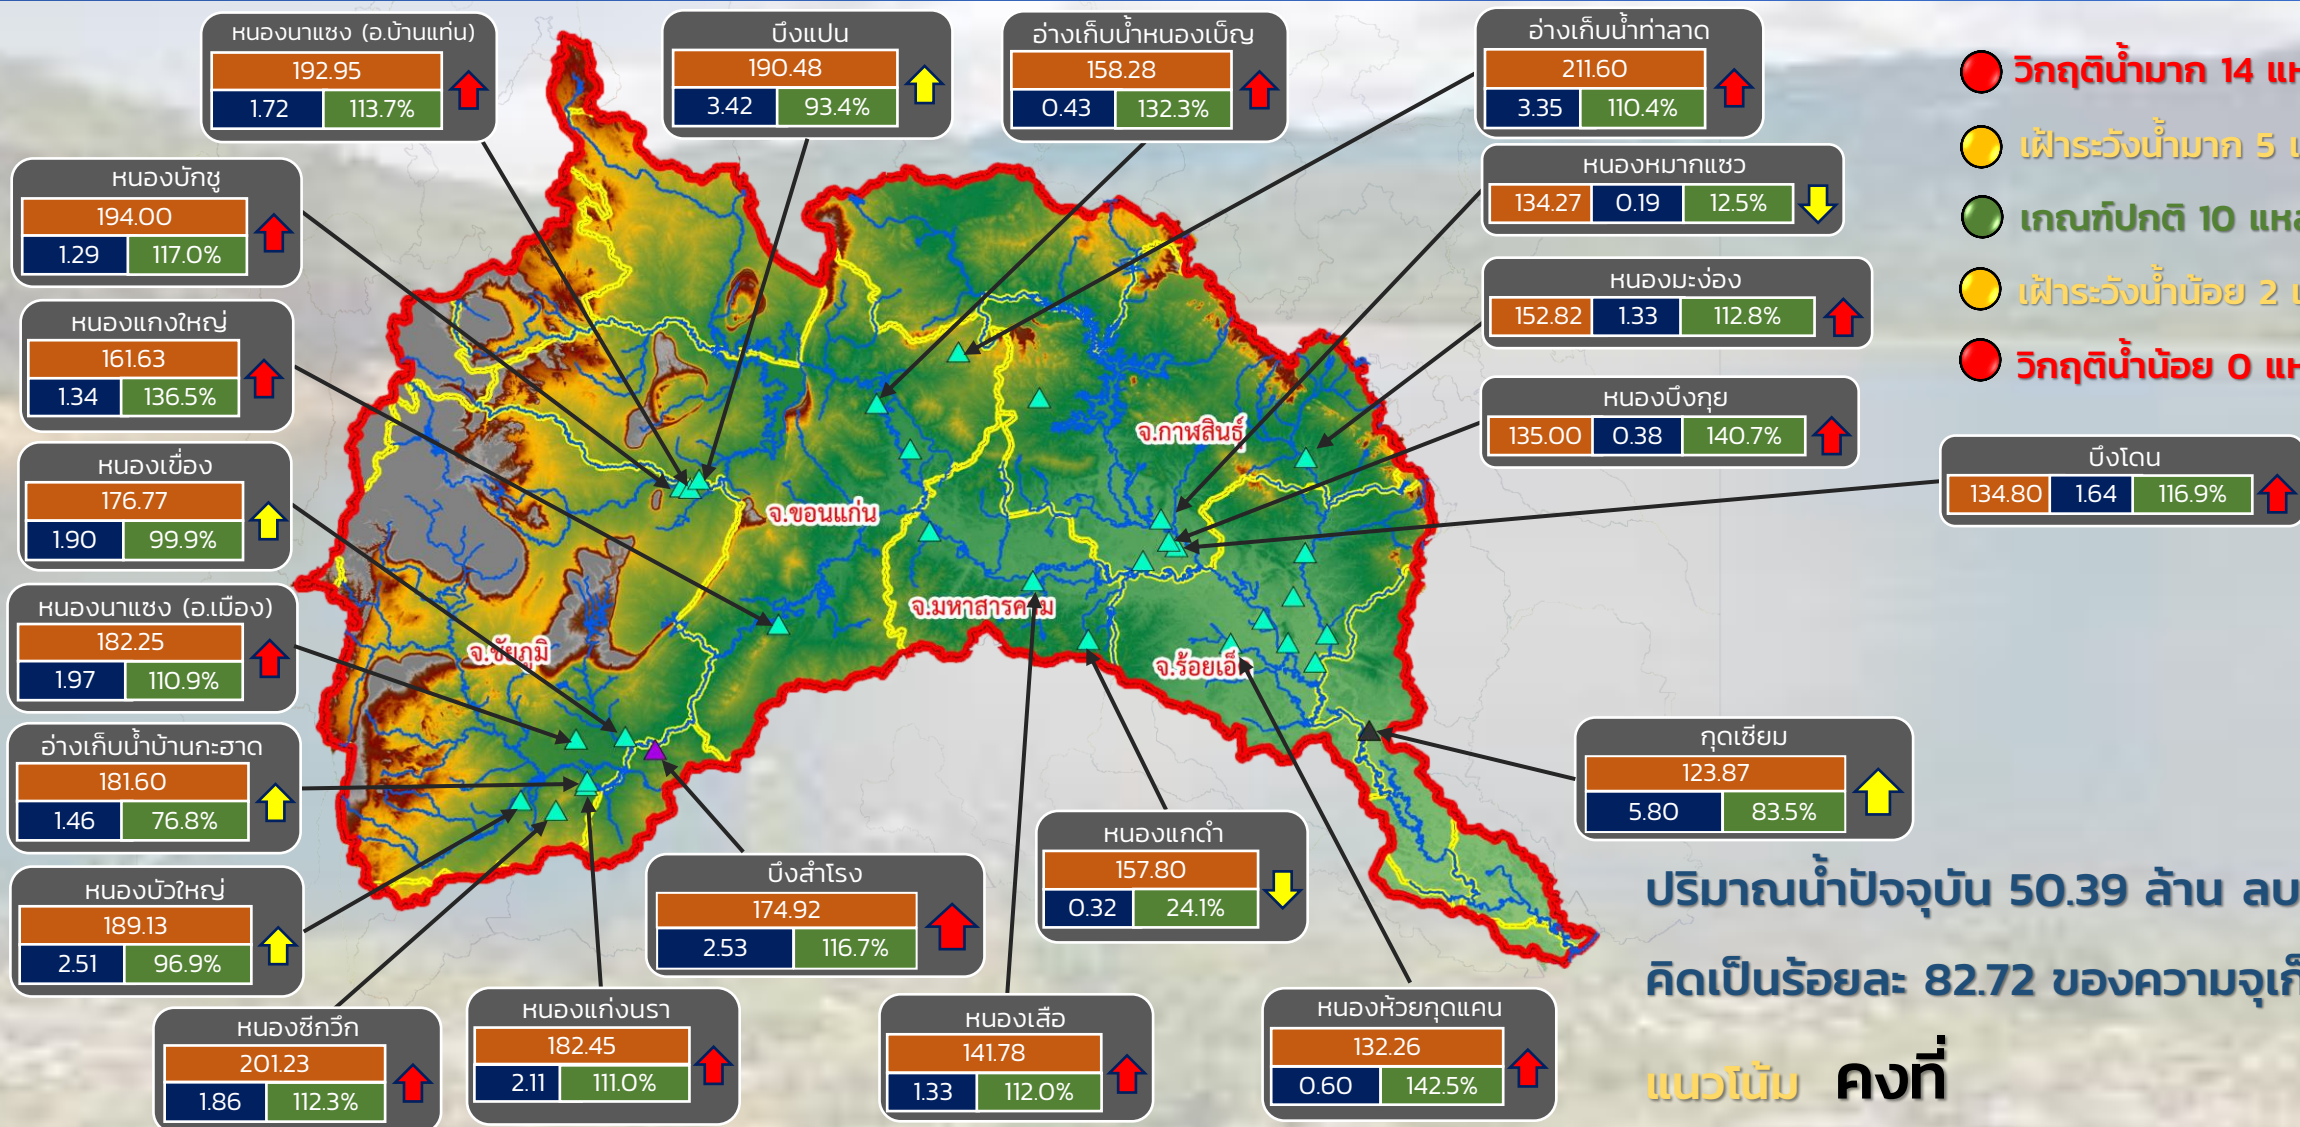 หนองนาแซง (อ.บ้านแท่น)
192.95
1.72 113.7%
บึงแปน
190.48
3.42 93.4%
อ่างเก็บน้ำหนองเบ็ญ
158.28
0.43 132.3%
อ่างเก็บน้ำท่าลาด
211.60
3.35 110.4%
วิกฤติน้ำมาก 14
เฝ้าระวังน้ำมาก 5
เกณฑ์ปกติ 10
เฝ้าระวังน้ำน้อย 2
วิกฤติน้ำน้อย 0
หนองหมากแซว
134.27 0.19 12.5%
หนองมะง่อง
152.82 1.33 112.8%
หนองบึงกุย
135.00 0.38 140.7%
บึงโดน
134.80 1.64 116.9%
หนองบักซู
194.00
1.29 117.0%
หนองแกงใหญ่
161.63
1.34 136.5%
หนองเขื่อง
176.77
1.90 99.9%
หนองนาแซง (อ.เมือง)
182.25
1.97 110.9%
อ่างเก็บน้ำบ้านกะฮาด
181.60
1.46 76.8%
หนองบัวใหญ่
189.13
2.51 96.9%
จ.กาฬสินธุ์
จ.ขอนแก่น
จ.มหาสารคาม
จ.ชัยภูมิ
จ.ร้อยเอ็ด
กุดเซียม
123.87
5.80 83.5%
หนองแกดำ
157.80
0.32 24.1%
บึงสำโรง
174.92
2.53 116.7%
หนองซีกวึก
201.23
1.86 112.3%
หนองแก่งนรา
182.45
2.11 111.0%
หนองเสือ
141.78
1.33 112.0%
หนองห้วยกุดแคน
132.26
0.60 142.5%
ปริมาณน้ำปัจจุบัน 50.39 ล้าน ลบ
คิดเป็นร้อยละ 82.72 ของความจุเก็
แนวโน้ม คงที่